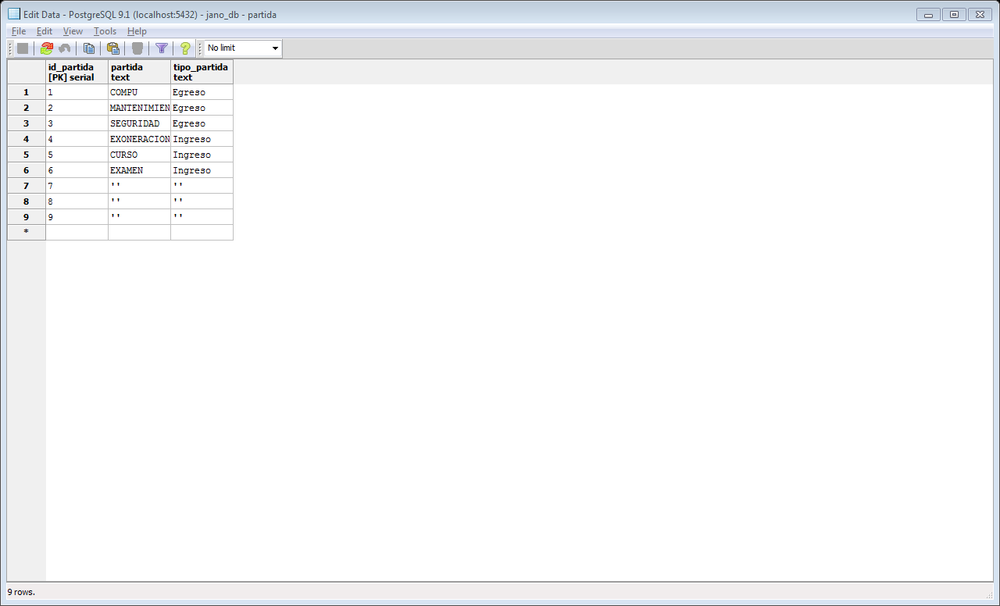 Edit Data - PostgreSQL 9.1 (localhost:5432) - jano_db - partida
File Edit View Tools Help
No limit
id_partida partida tipo_partida
[PK] serial text text
1 1 COMPU Egreso
2 2 MANTENIMIEN Egreso
3 3 SEGURIDAD Egreso
4 4 EXONERACION Ingreso
5 5 CURSO Ingreso
6 6 EXAMEN Ingreso
7 7 '' ''
8 8 '' ''
9 9 '' ''
*
9 rows.